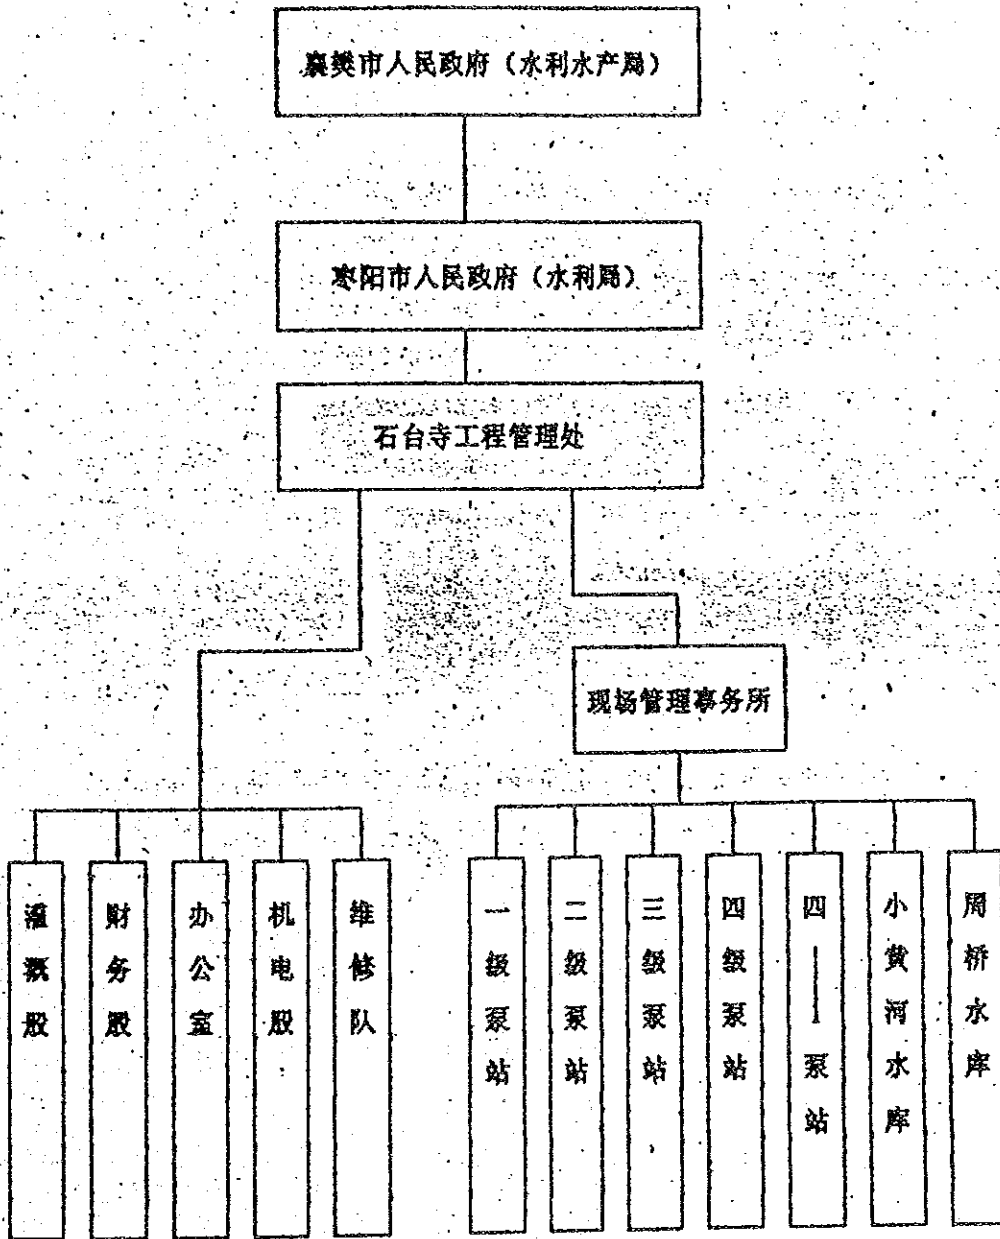 襄樊市人民政府（水利水产局）
枣阳市人民政府（水利局）
石台寺工程管理处
现场管理事务所
灌溉股
财务股
办公室
机电股
维修队
一级泵站
二级泵站
三级泵站
四级泵站
四—1泵站
小黄河水库
周桥水库